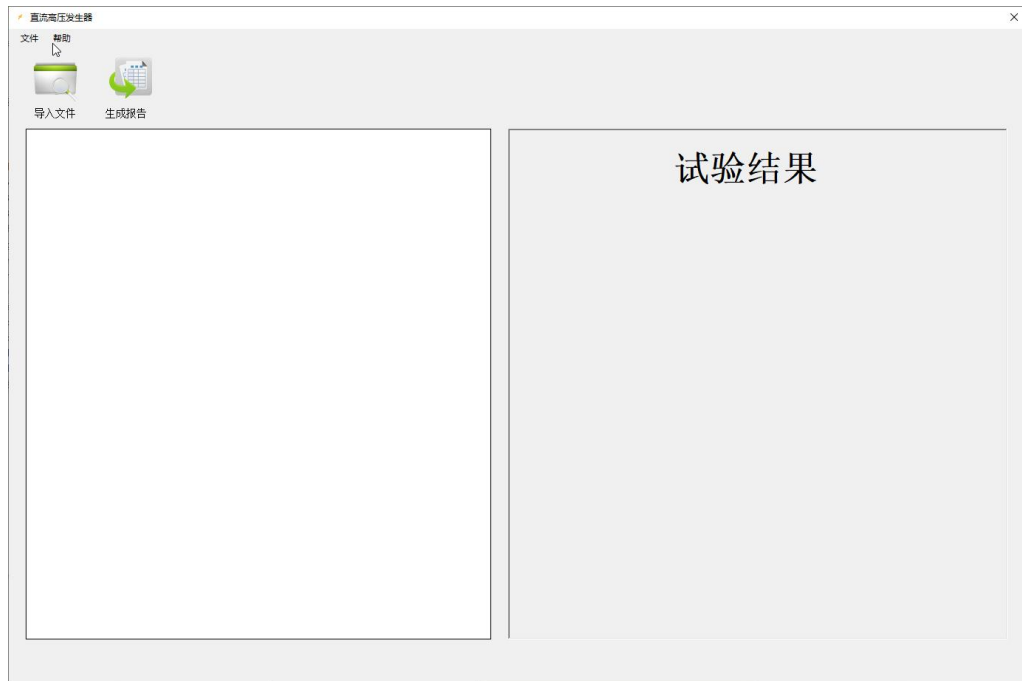 直流高压发生器
文件 帮助
导入文件 生成报告
试验结果